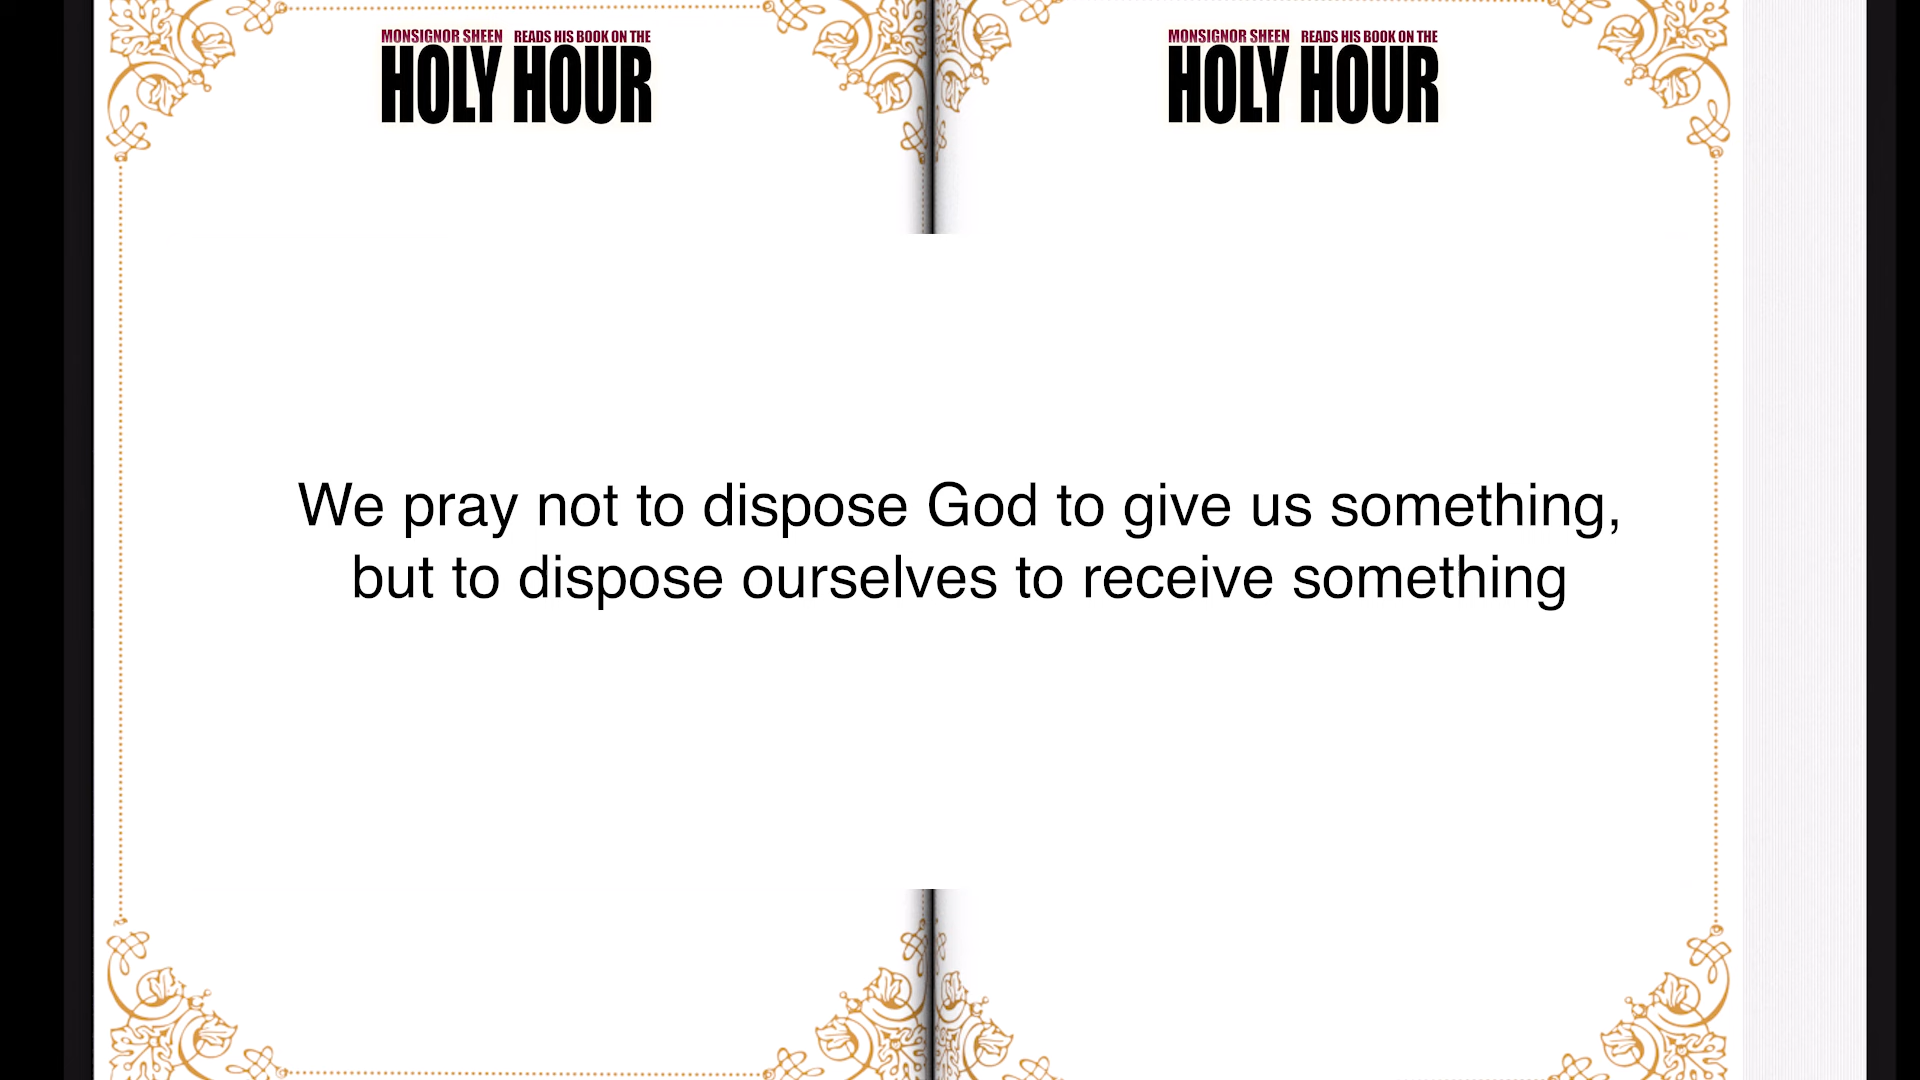 MONSIGNOR SHEEN READS HIS BOOK ON THE
HOLY HOUR
MONSIGNOR SHEEN READS HIS BOOK ON THE
HOLY HOUR
We pray not to dispose God to give us something,
but to dispose ourselves to receive something